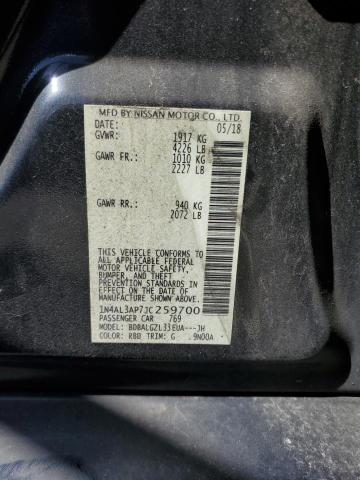 MFD BY NISSAN MOTOR CO., LTD.
DATE: 05/18
GVWR: 1917 KG
4226 LB
GAWR FR: 1010 KG
2227 LB
GAWR RR: 940 KG
2072 LB
THIS VEHICLE CONFORMS TO
ALL APPLICABLE FEDERAL
MOTOR VEHICLE SAFETY,
BUMPER, AND THEFT
PREVENTION STANDARDS IN
EFFECT ON THE DATE OF
MANUFACTURE SHOWN ABOVE.
1N4AL3AP7JC259700
PASSENGER CAR 769
BDBALGZL33EUA---JH
COLOR: RBD TRIM: G 9N00A